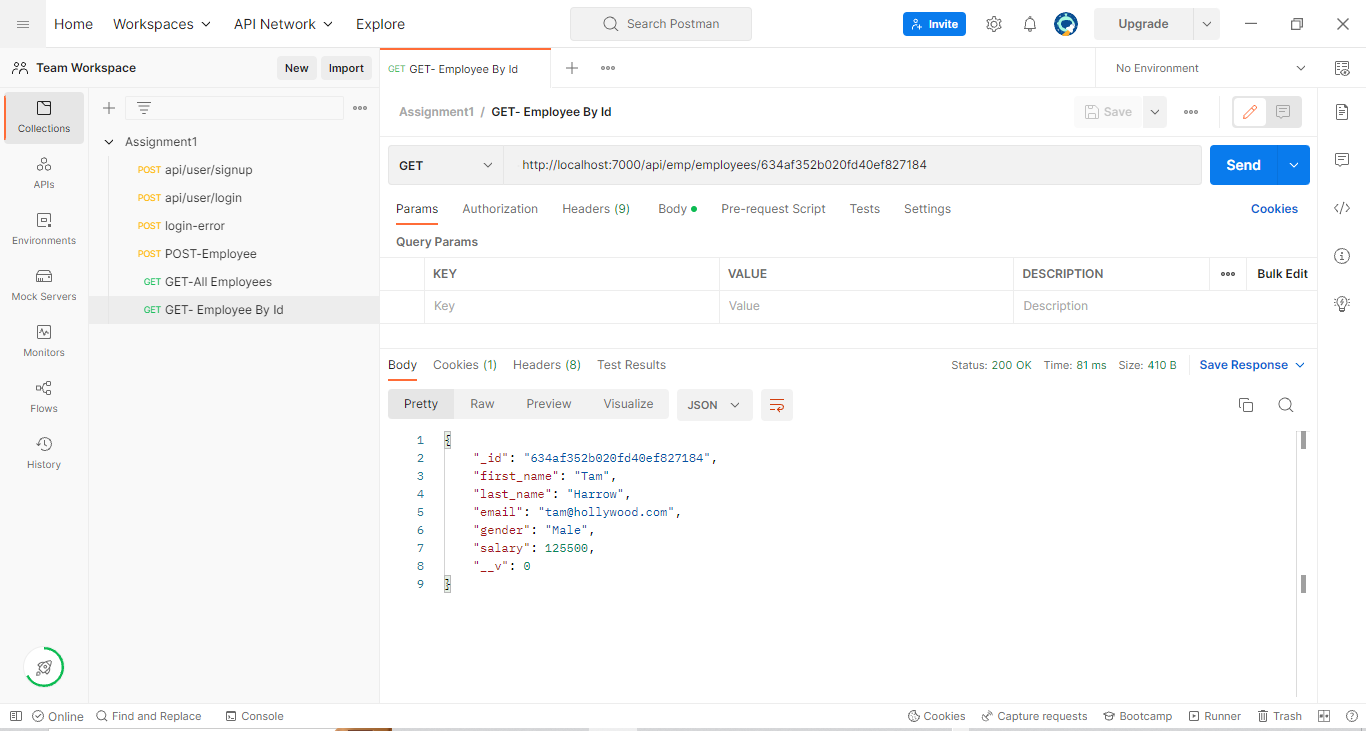 Home Workspaces API Network Explore Search Postman Invite Upgrade
Team Workspace New Import GET GET- Employee By Id No Environment
Collections
APIs
Environments
Mock Servers
Monitors
Flows
History
Assignment1
POST api/user/signup
POST api/user/login
POST login-error
POST POST-Employee
GET GET-All Employees
GET GET- Employee By Id
Assignment1 / GET- Employee By Id Save
GET http://localhost:7000/api/emp/employees/634af352b020fd40ef827184 Send
Params Authorization Headers (9) Body Pre-request Script Tests Settings Cookies
Query Params
KEY VALUE DESCRIPTION Bulk Edit
Key Value Description
Body Cookies (1) Headers (8) Test Results Status: 200 OK Time: 81 ms Size: 410 B Save Response
Pretty Raw Preview Visualize JSON
1 {
2 "_id": "634af352b020fd40ef827184",
3 "first_name": "Tam",
4 "last_name": "Harrow",
5 "email": "tam@hollywood.com",
6 "gender": "Male",
7 "salary": 125500,
8 "__v": 0
9 }
Online Find and Replace Console Cookies Capture requests Bootcamp Runner Trash